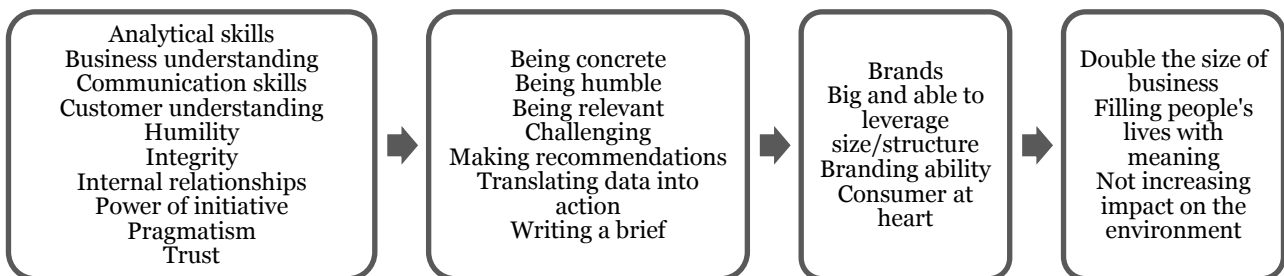 Analytical skills
Business understanding
Communication skills
Customer understanding
Humility
Integrity
Internal relationships
Power of initiative
Pragmatism
Trust
Being concrete
Being humble
Being relevant
Challenging
Making recommendations
Translating data into
action
Writing a brief
Brands
Big and able to
leverage
size/structure
Branding ability
Consumer at
heart
Double the size of
business
Filling people's
lives with
meaning
Not increasing
impact on the
environment